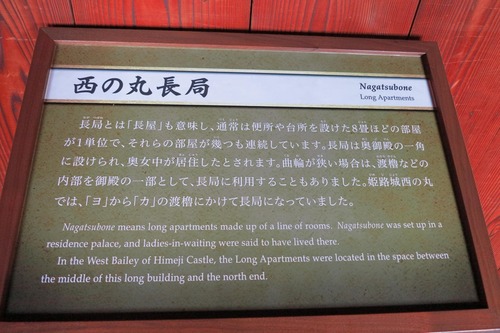 西の丸長局
Nagatsubone
Long Apartments
長局とは「長屋」も意味し、通常は便所や台所を設けた8畳ほどの部屋
が1単位で、それらの部屋が幾つも連続しています。長局は奥御殿の一角
に設けられ、奥女中が居住したとされます。曲輪が狭い場合は、渡櫓などの
内部を御殿の一部として、長局に利用することもありました。姫路城西の丸
では、「ヨ」から「カ」の渡櫓にかけて長局になっていました。
Nagatsubone means long apartments made up of a line of rooms. Nagatsubone was set up in a
residence palace, and ladies-in-waiting were said to have lived there.
In the West Bailey of Himeji Castle, the Long Apartments were located in the space between
the middle of this long building and the north end.